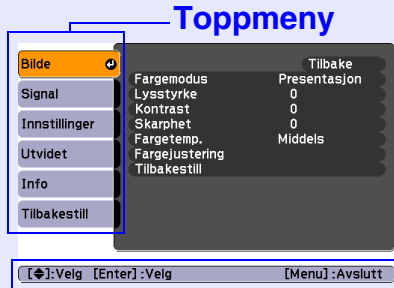 Toppmeny
Bilde
Signal
Innstillinger
Utvidet
Info
Tilbakestill
Tilbake
Fargemodus Presentasjon
Lysstyrke 0
Kontrast 0
Skarphet 0
Fargetemp. Middels
Fargejustering
Tilbakestill
[◆]:Velg [Enter]:Velg [Menu]:Avslutt